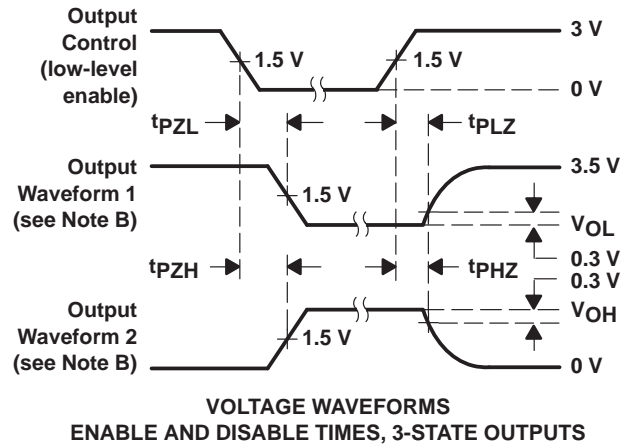 Output
Control
(low-level
enable)
1.5 V
1.5 V
3 V
0 V
tPZL
tPLZ
Output
Waveform 1
(see Note B)
1.5 V
3.5 V
VOL
0.3 V
tPZH
tPHZ
0.3 V
Output
Waveform 2
(see Note B)
1.5 V
VOH
0 V
VOLTAGE WAVEFORMS
ENABLE AND DISABLE TIMES, 3-STATE OUTPUTS